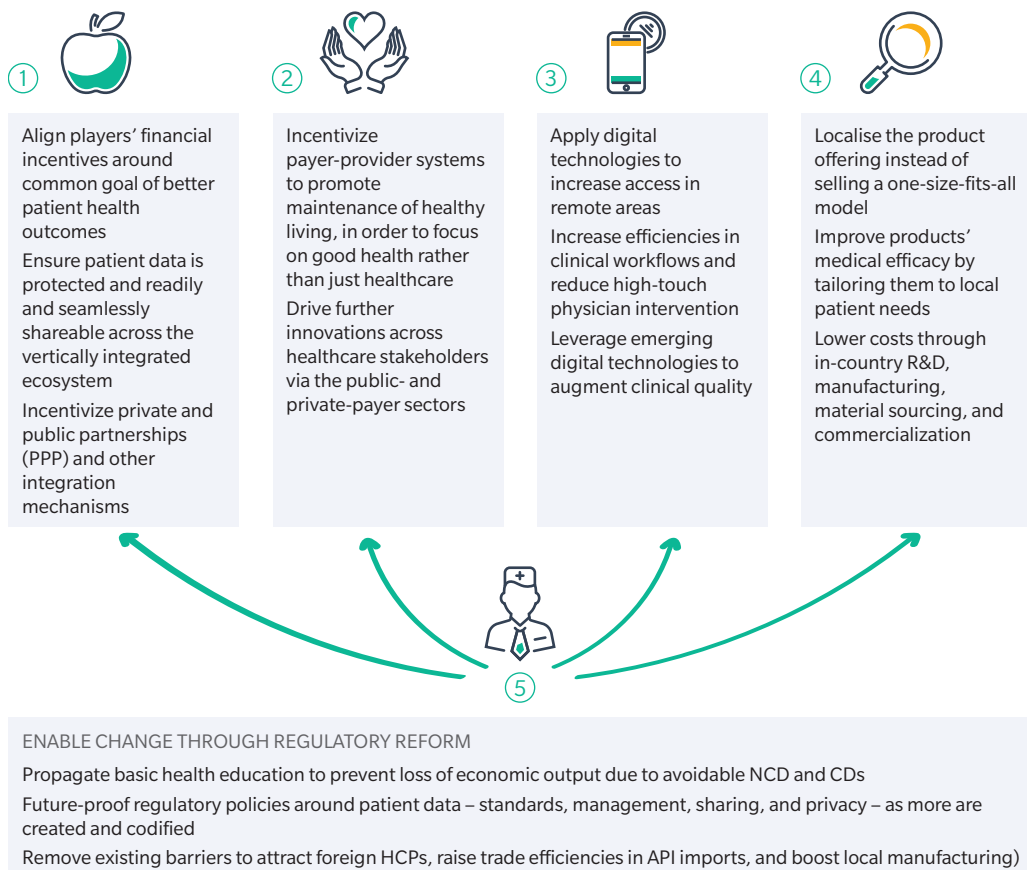 1
Align players’ financial
incentives around
common goal of better
patient health
outcomes
Ensure patient data is
protected and readily
and seamlessly
shareable across the
vertically integrated
ecosystem
Incentivize private and
public partnerships
(PPP) and other
integration
mechanisms
2
Incentivize
payer-provider systems
to promote
maintenance of healthy
living, in order to focus
on good health rather
than just healthcare
Drive further
innovations across
healthcare stakeholders
via the public- and
private-payer sectors
3
Apply digital
technologies to
increase access in
remote areas
Increase efficiencies in
clinical workflows and
reduce high-touch
physician intervention
Leverage emerging
digital technologies to
augment clinical quality
4
Localise the product
offering instead of
selling a one-size-fits-all
model
Improve products’
medical efficacy by
tailoring them to local
patient needs
Lower costs through
in-country R&D,
manufacturing,
material sourcing, and
commercialization
5
ENABLE CHANGE THROUGH REGULATORY REFORM
Propagate basic health education to prevent loss of economic output due to avoidable NCD and CDs
Future-proof regulatory policies around patient data – standards, management, sharing, and privacy – as more are
created and codified
Remove existing barriers to attract foreign HCPs, raise trade efficiencies in API imports, and boost local manufacturing)